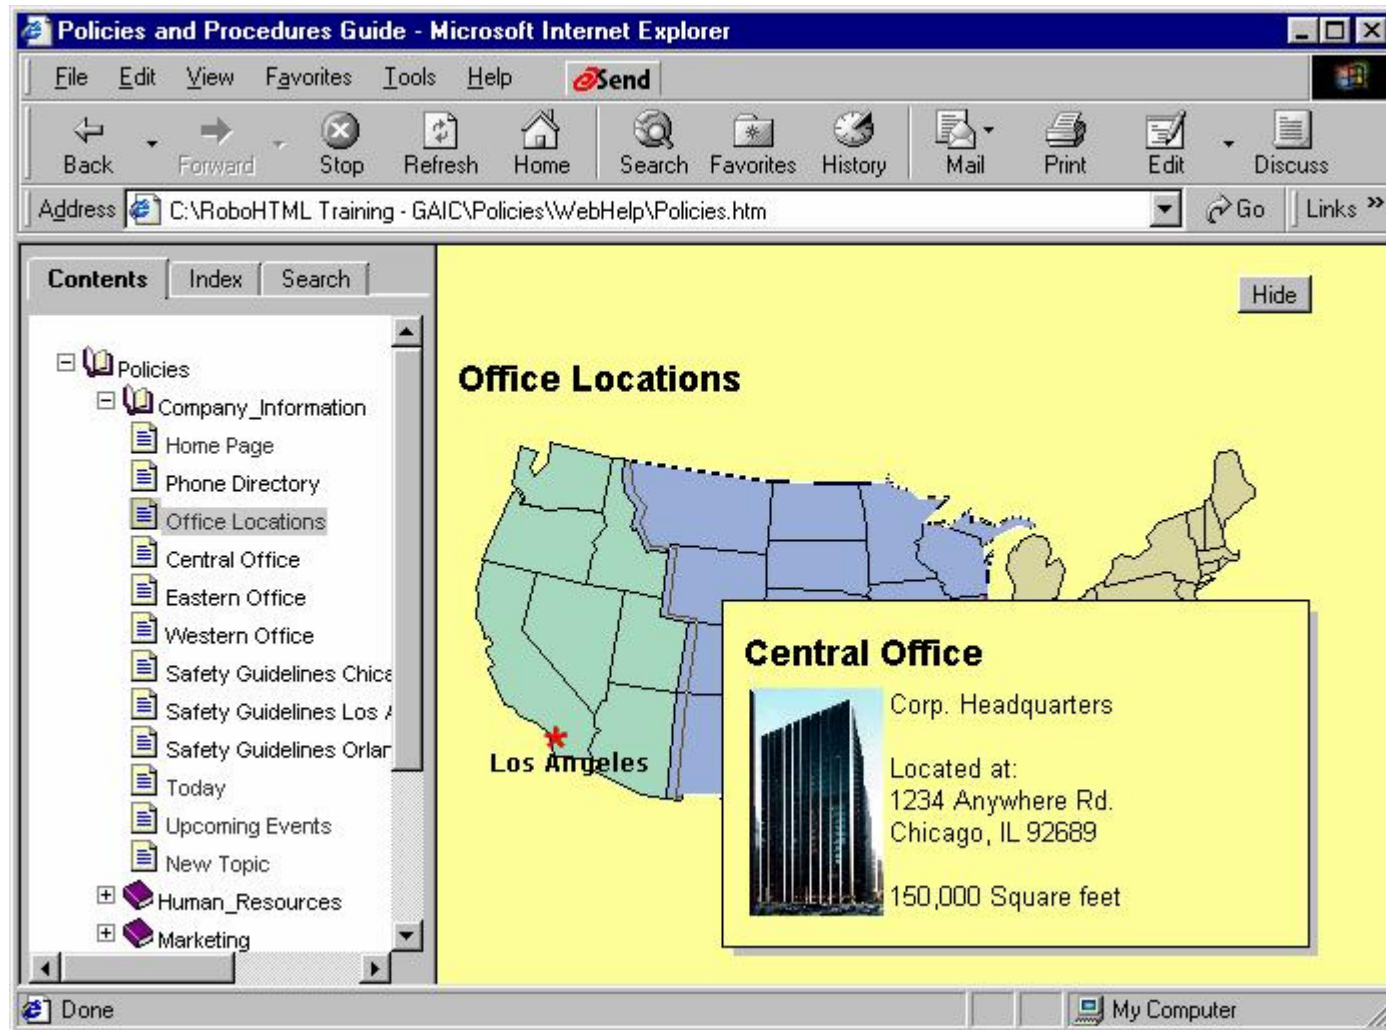 Policies and Procedures Guide - Microsoft Internet Explorer
File Edit View Favorites Tools Help eSend
Back Forward Stop Refresh Home Search Favorites History Mail Print Edit Discuss
Address C:\RoboHTML Training - GAIC\Policies\WebHelp\Policies.htm Go Links »
Contents Index Search
Policies
Company_Information
Home Page
Phone Directory
Office Locations
Central Office
Eastern Office
Western Office
Safety Guidelines Chica
Safety Guidelines Los A
Safety Guidelines Orlar
Today
Upcoming Events
New Topic
Human_Resources
Marketing
Hide
Office Locations
Los Angeles
Central Office
Corp. Headquarters
Located at:
1234 Anywhere Rd.
Chicago, IL 92689
150,000 Square feet
Done
My Computer